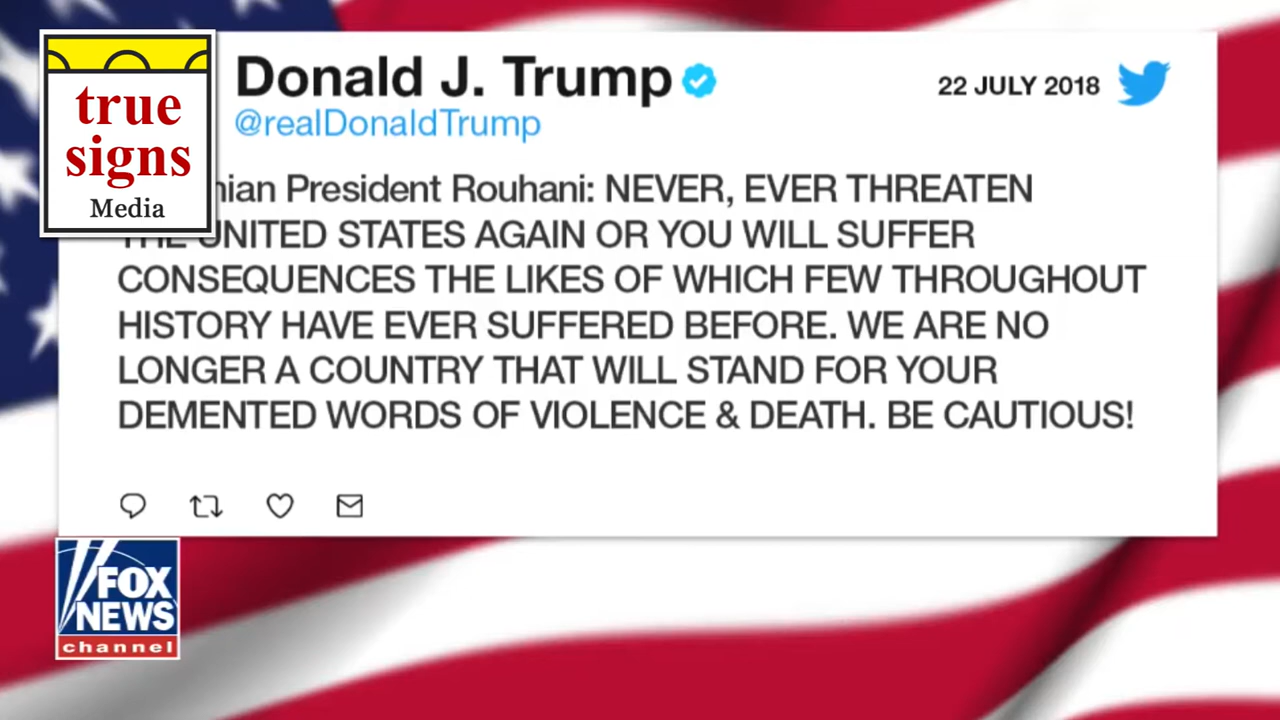 true
signs
Media
Donald J. Trump
@realDonaldTrump
22 JULY 2018
President Rouhani: NEVER, EVER THREATEN
THE UNITED STATES AGAIN OR YOU WILL SUFFER
CONSEQUENCES THE LIKES OF WHICH FEW THROUGHOUT
HISTORY HAVE EVER SUFFERED BEFORE. WE ARE NO
LONGER A COUNTRY THAT WILL STAND FOR YOUR
DEMENTED WORDS OF VIOLENCE & DEATH. BE CAUTIOUS!
FOX
NEWS
channel